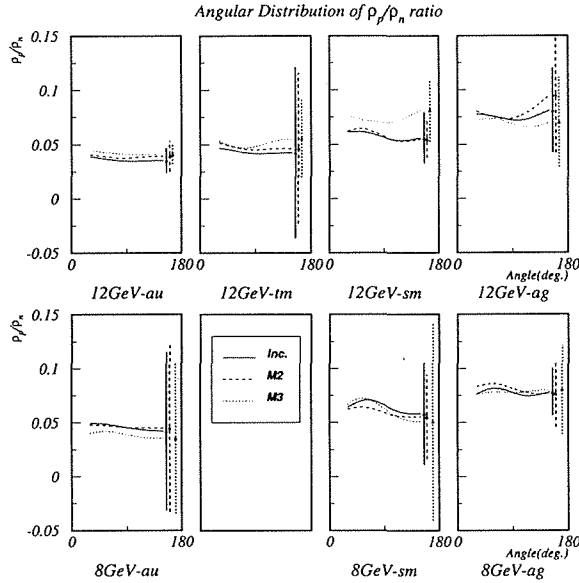 Angular Distribution of ρp/ρn ratio
ρp/ρn
0.15
0.1
0.05
0
-0.05
0 180 0 180 0 180 0 180
Angle(deg.)
12GeV-au 12GeV-tm 12GeV-sm 12GeV-ag
ρp/ρn
0.15
0.1
0.05
0
-0.05
Inc.
M2
M3
0 180 0 180 0 180
Angle(deg.)
8GeV-au 8GeV-sm 8GeV-ag